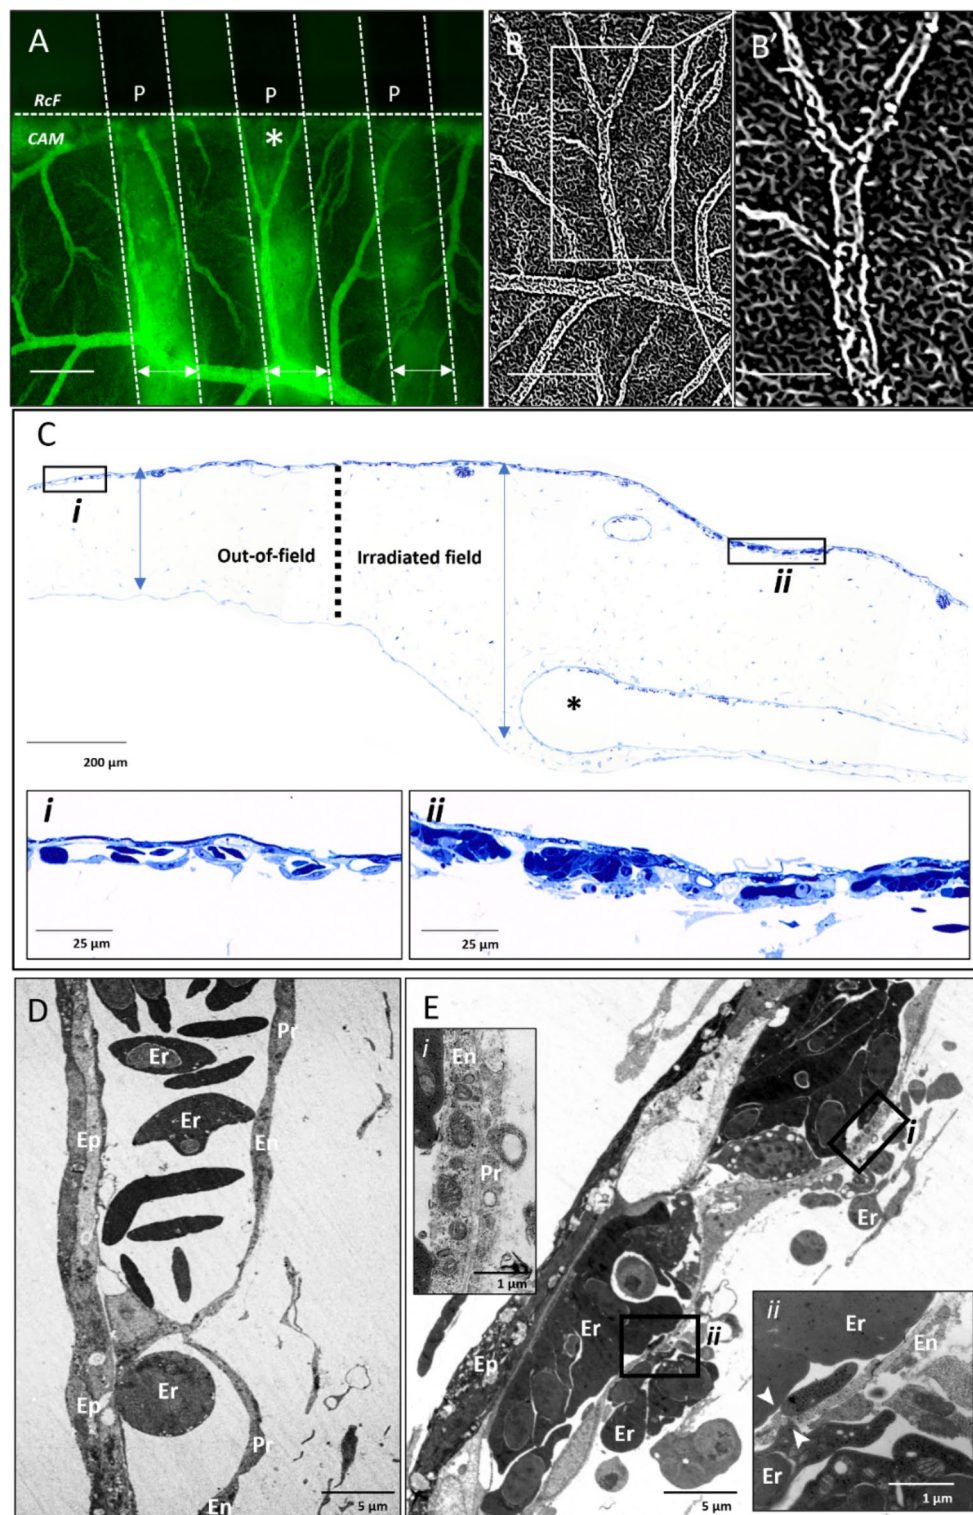 A
P
P
P
RcF
CAM
*
B
B'
C
i
Out-of-field
Irradiated field
ii
*
200 µm
i
25 µm
ii
25 µm
D
Er
Pr
Er
Ep
En
Er
Ep
Pr
En
5 µm
E
i
En
Pr
1 µm
i
Er
Er
ii
Ep
Er
5 µm
ii
Er
En
Er
1 µm